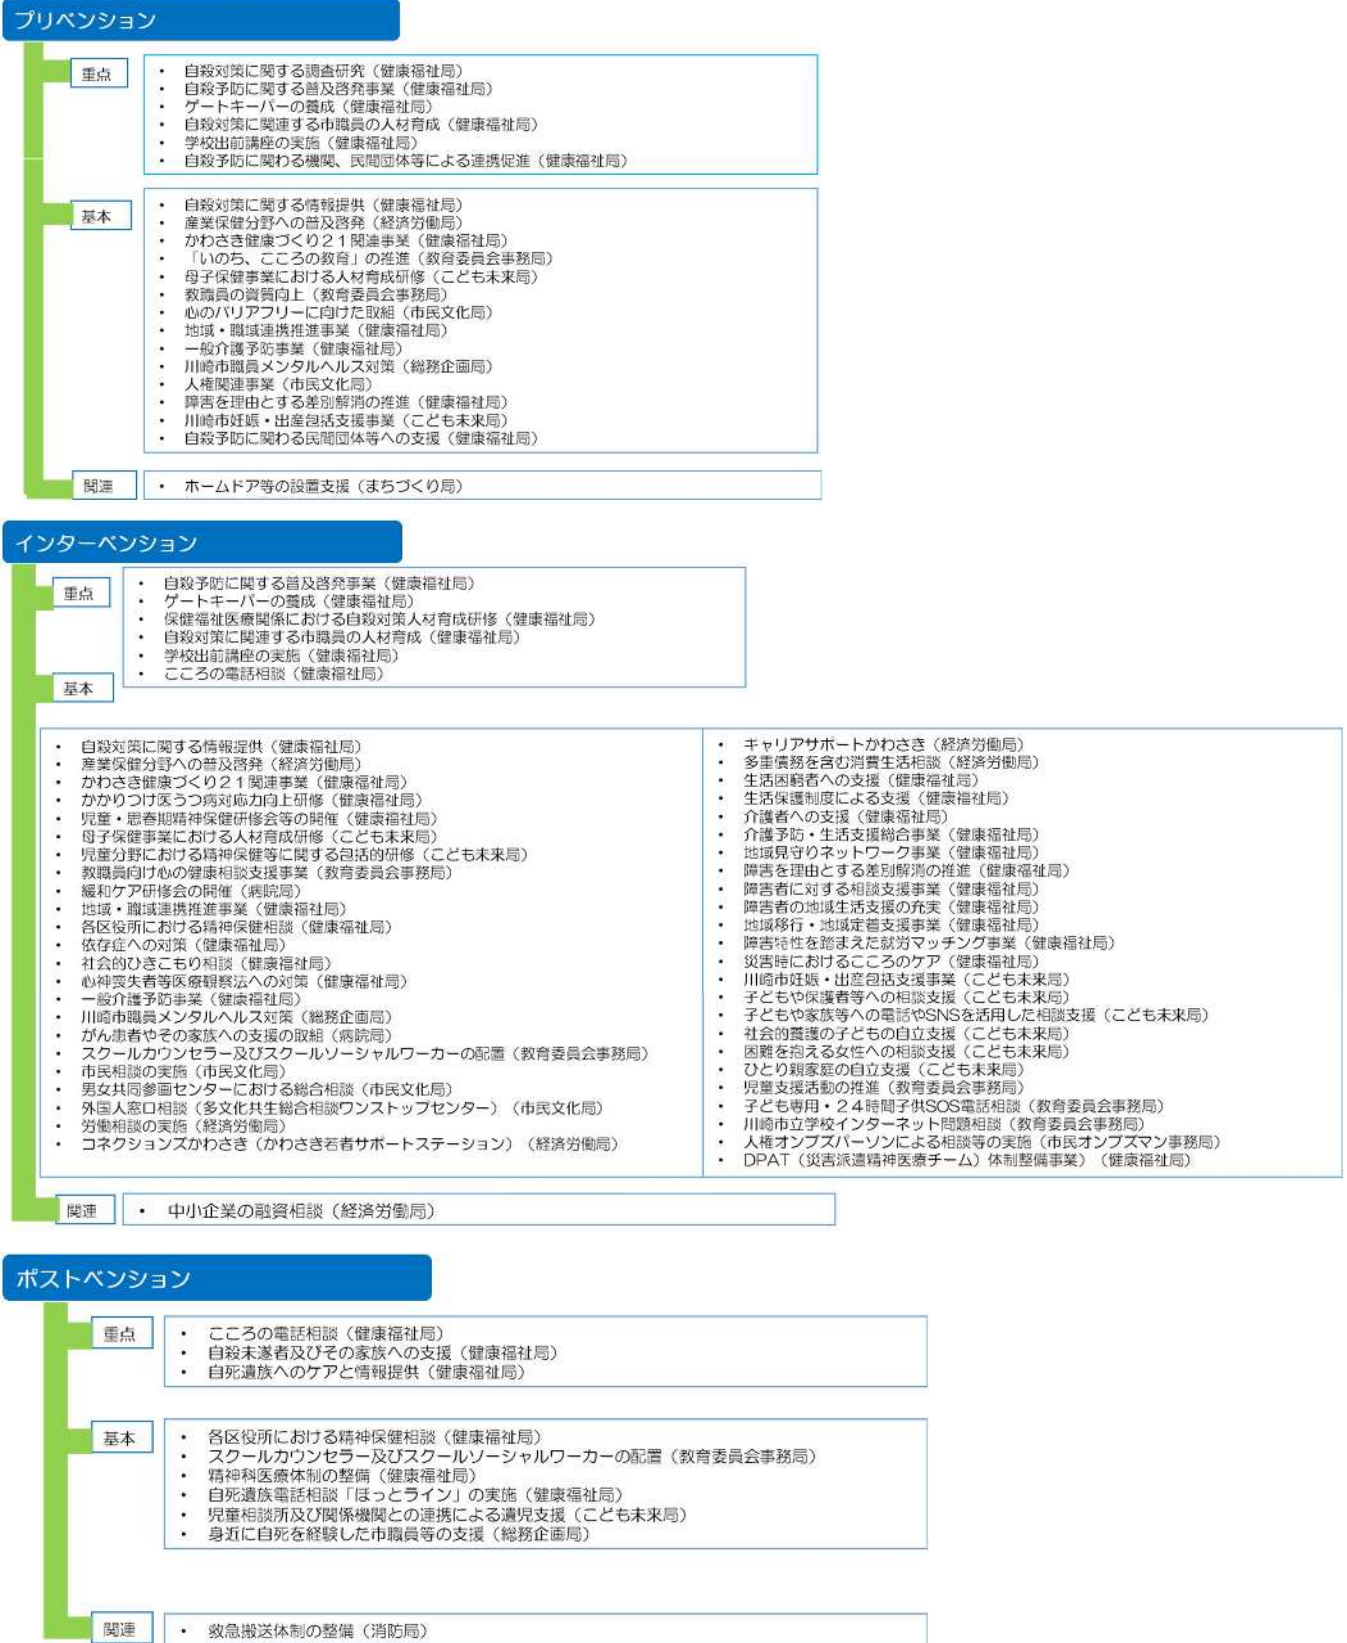 プリベンション
重点
・ 自殺対策に関する調査研究（健康福祉局）
・ 自殺予防に関する普及啓発事業（健康福祉局）
・ ゲートキーパーの養成（健康福祉局）
・ 自殺対策に関連する市職員の人材育成（健康福祉局）
・ 学校出前講座の実施（健康福祉局）
・ 自殺予防に関わる機関、民間団体等による連携促進（健康福祉局）
基本
・ 自殺対策に関する情報提供（健康福祉局）
・ 産業保健分野への普及啓発（経済労働局）
・ かわさき健康づくり２１関連事業（健康福祉局）
・ 「いのち、こころの教育」の推進（教育委員会事務局）
・ 母子保健事業における人材育成研修（こども未来局）
・ 教職員の資質向上（教育委員会事務局）
・ 心のバリアフリーに向けた取組（市民文化局）
・ 地域・職域連携推進事業（健康福祉局）
・ 一般介護予防事業（健康福祉局）
・ 川崎市職員メンタルヘルス対策（総務企画局）
・ 人権関連事業（市民文化局）
・ 障害を理由とする差別解消の推進（健康福祉局）
・ 川崎市妊娠・出産包括支援事業（こども未来局）
・ 自殺予防に関わる民間団体等への支援（健康福祉局）
関連
・ ホームドア等の設置支援（まちづくり局）
インターベンション
重点
・ 自殺予防に関する普及啓発事業（健康福祉局）
・ ゲートキーパーの養成（健康福祉局）
・ 保健福祉医療関係における自殺対策人材育成研修（健康福祉局）
・ 自殺対策に関連する市職員の人材育成（健康福祉局）
・ 学校出前講座の実施（健康福祉局）
・ こころの電話相談（健康福祉局）
基本
・ 自殺対策に関する情報提供（健康福祉局）
・ 産業保健分野への普及啓発（経済労働局）
・ かわさき健康づくり２１関連事業（健康福祉局）
・ かかりつけ医うつ病対応力向上研修（健康福祉局）
・ 児童・思春期精神保健研修会等の開催（健康福祉局）
・ 母子保健事業における人材育成研修（こども未来局）
・ 児童分野における精神保健等に関する包括的研修（こども未来局）
・ 教職員向け心の健康相談支援事業（教育委員会事務局）
・ 緩和ケア研修会の開催（病院局）
・ 地域・職域連携推進事業（健康福祉局）
・ 各区役所における精神保健相談（健康福祉局）
・ 依存症への対策（健康福祉局）
・ 社会的ひきこもり相談（健康福祉局）
・ 心神喪失者等医療観察法への対策（健康福祉局）
・ 一般介護予防事業（健康福祉局）
・ 川崎市職員メンタルヘルス対策（総務企画局）
・ がん患者やその家族への支援の取組（病院局）
・ スクールカウンセラー及びスクールソーシャルワーカーの配置（教育委員会事務局）
・ 市民相談の実施（市民文化局）
・ 男女共同参画センターにおける総合相談（市民文化局）
・ 外国人窓口相談（多文化共生総合相談ワンストップセンター）（市民文化局）
・ 労働相談の実施（経済労働局）
・ コネクションズかわさき（かわさき若者サポートステーション）（経済労働局）
・ キャリアサポートかわさき（経済労働局）
・ 多重債務を含む消費生活相談（経済労働局）
・ 生活困窮者への支援（健康福祉局）
・ 生活保護制度による支援（健康福祉局）
・ 介護者への支援（健康福祉局）
・ 介護予防・生活支援総合事業（健康福祉局）
・ 地域見守りネットワーク事業（健康福祉局）
・ 障害を理由とする差別解消の推進（健康福祉局）
・ 障害者に対する相談支援事業（健康福祉局）
・ 障害者の地域生活支援の充実（健康福祉局）
・ 地域移行・地域定着支援事業（健康福祉局）
・ 障害特性を踏まえた就労マッチング事業（健康福祉局）
・ 災害時におけるこころのケア（健康福祉局）
・ 川崎市妊娠・出産包括支援事業（こども未来局）
・ 子どもや保護者等への相談支援（こども未来局）
・ 子どもや家族等への電話やSNSを活用した相談支援（こども未来局）
・ 社会的養護の子どもの自立支援（こども未来局）
・ 困難を抱える女性への相談支援（こども未来局）
・ ひとり親家庭の自立支援（こども未来局）
・ 児童支援活動の推進（教育委員会事務局）
・ 子ども専用・２４時間子供SOS電話相談（教育委員会事務局）
・ 川崎市立学校インターネット問題相談（教育委員会事務局）
・ 人権オンブズパーソンによる相談等の実施（市民オンブズマン事務局）
・ DPAT（災害派遣精神医療チーム）体制整備事業）（健康福祉局）
関連
・ 中小企業の融資相談（経済労働局）
ポストベンション
重点
・ こころの電話相談（健康福祉局）
・ 自殺未遂者及びその家族への支援（健康福祉局）
・ 自死遺族へのケアと情報提供（健康福祉局）
基本
・ 各区役所における精神保健相談（健康福祉局）
・ スクールカウンセラー及びスクールソーシャルワーカーの配置（教育委員会事務局）
・ 精神科医療体制の整備（健康福祉局）
・ 自死遺族電話相談「ほっとライン」の実施（健康福祉局）
・ 児童相談所及び関係機関との連携による遺児支援（こども未来局）
・ 身近に自死を経験した市職員等の支援（総務企画局）
関連
・ 救急搬送体制の整備（消防局）